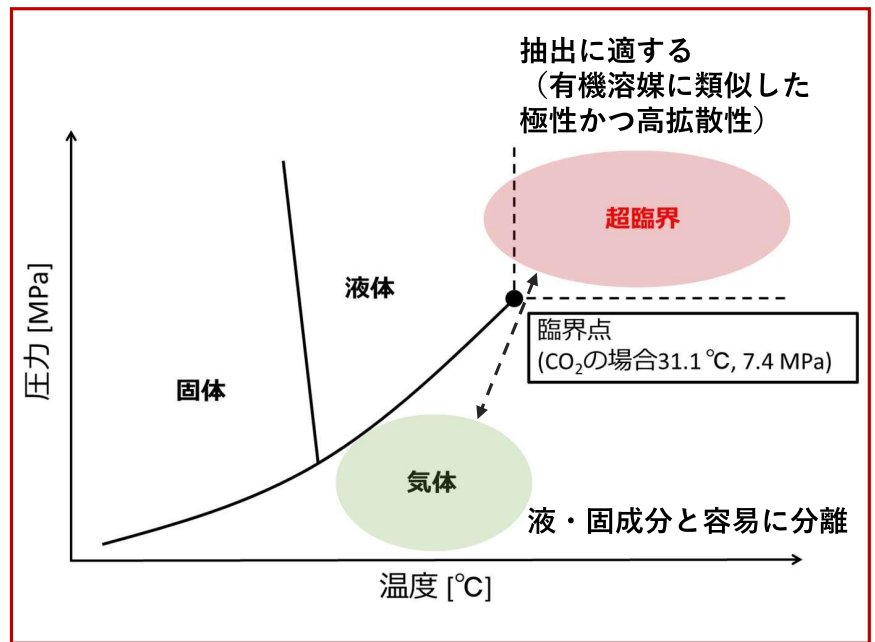 抽出に適する
（有機溶媒に類似した
極性かつ高拡散性）
超臨界
液体
臨界点
(CO₂の場合31.1 ℃, 7.4 MPa)
固体
気体
液・固成分と容易に分離
圧力 [MPa]
温度 [℃]